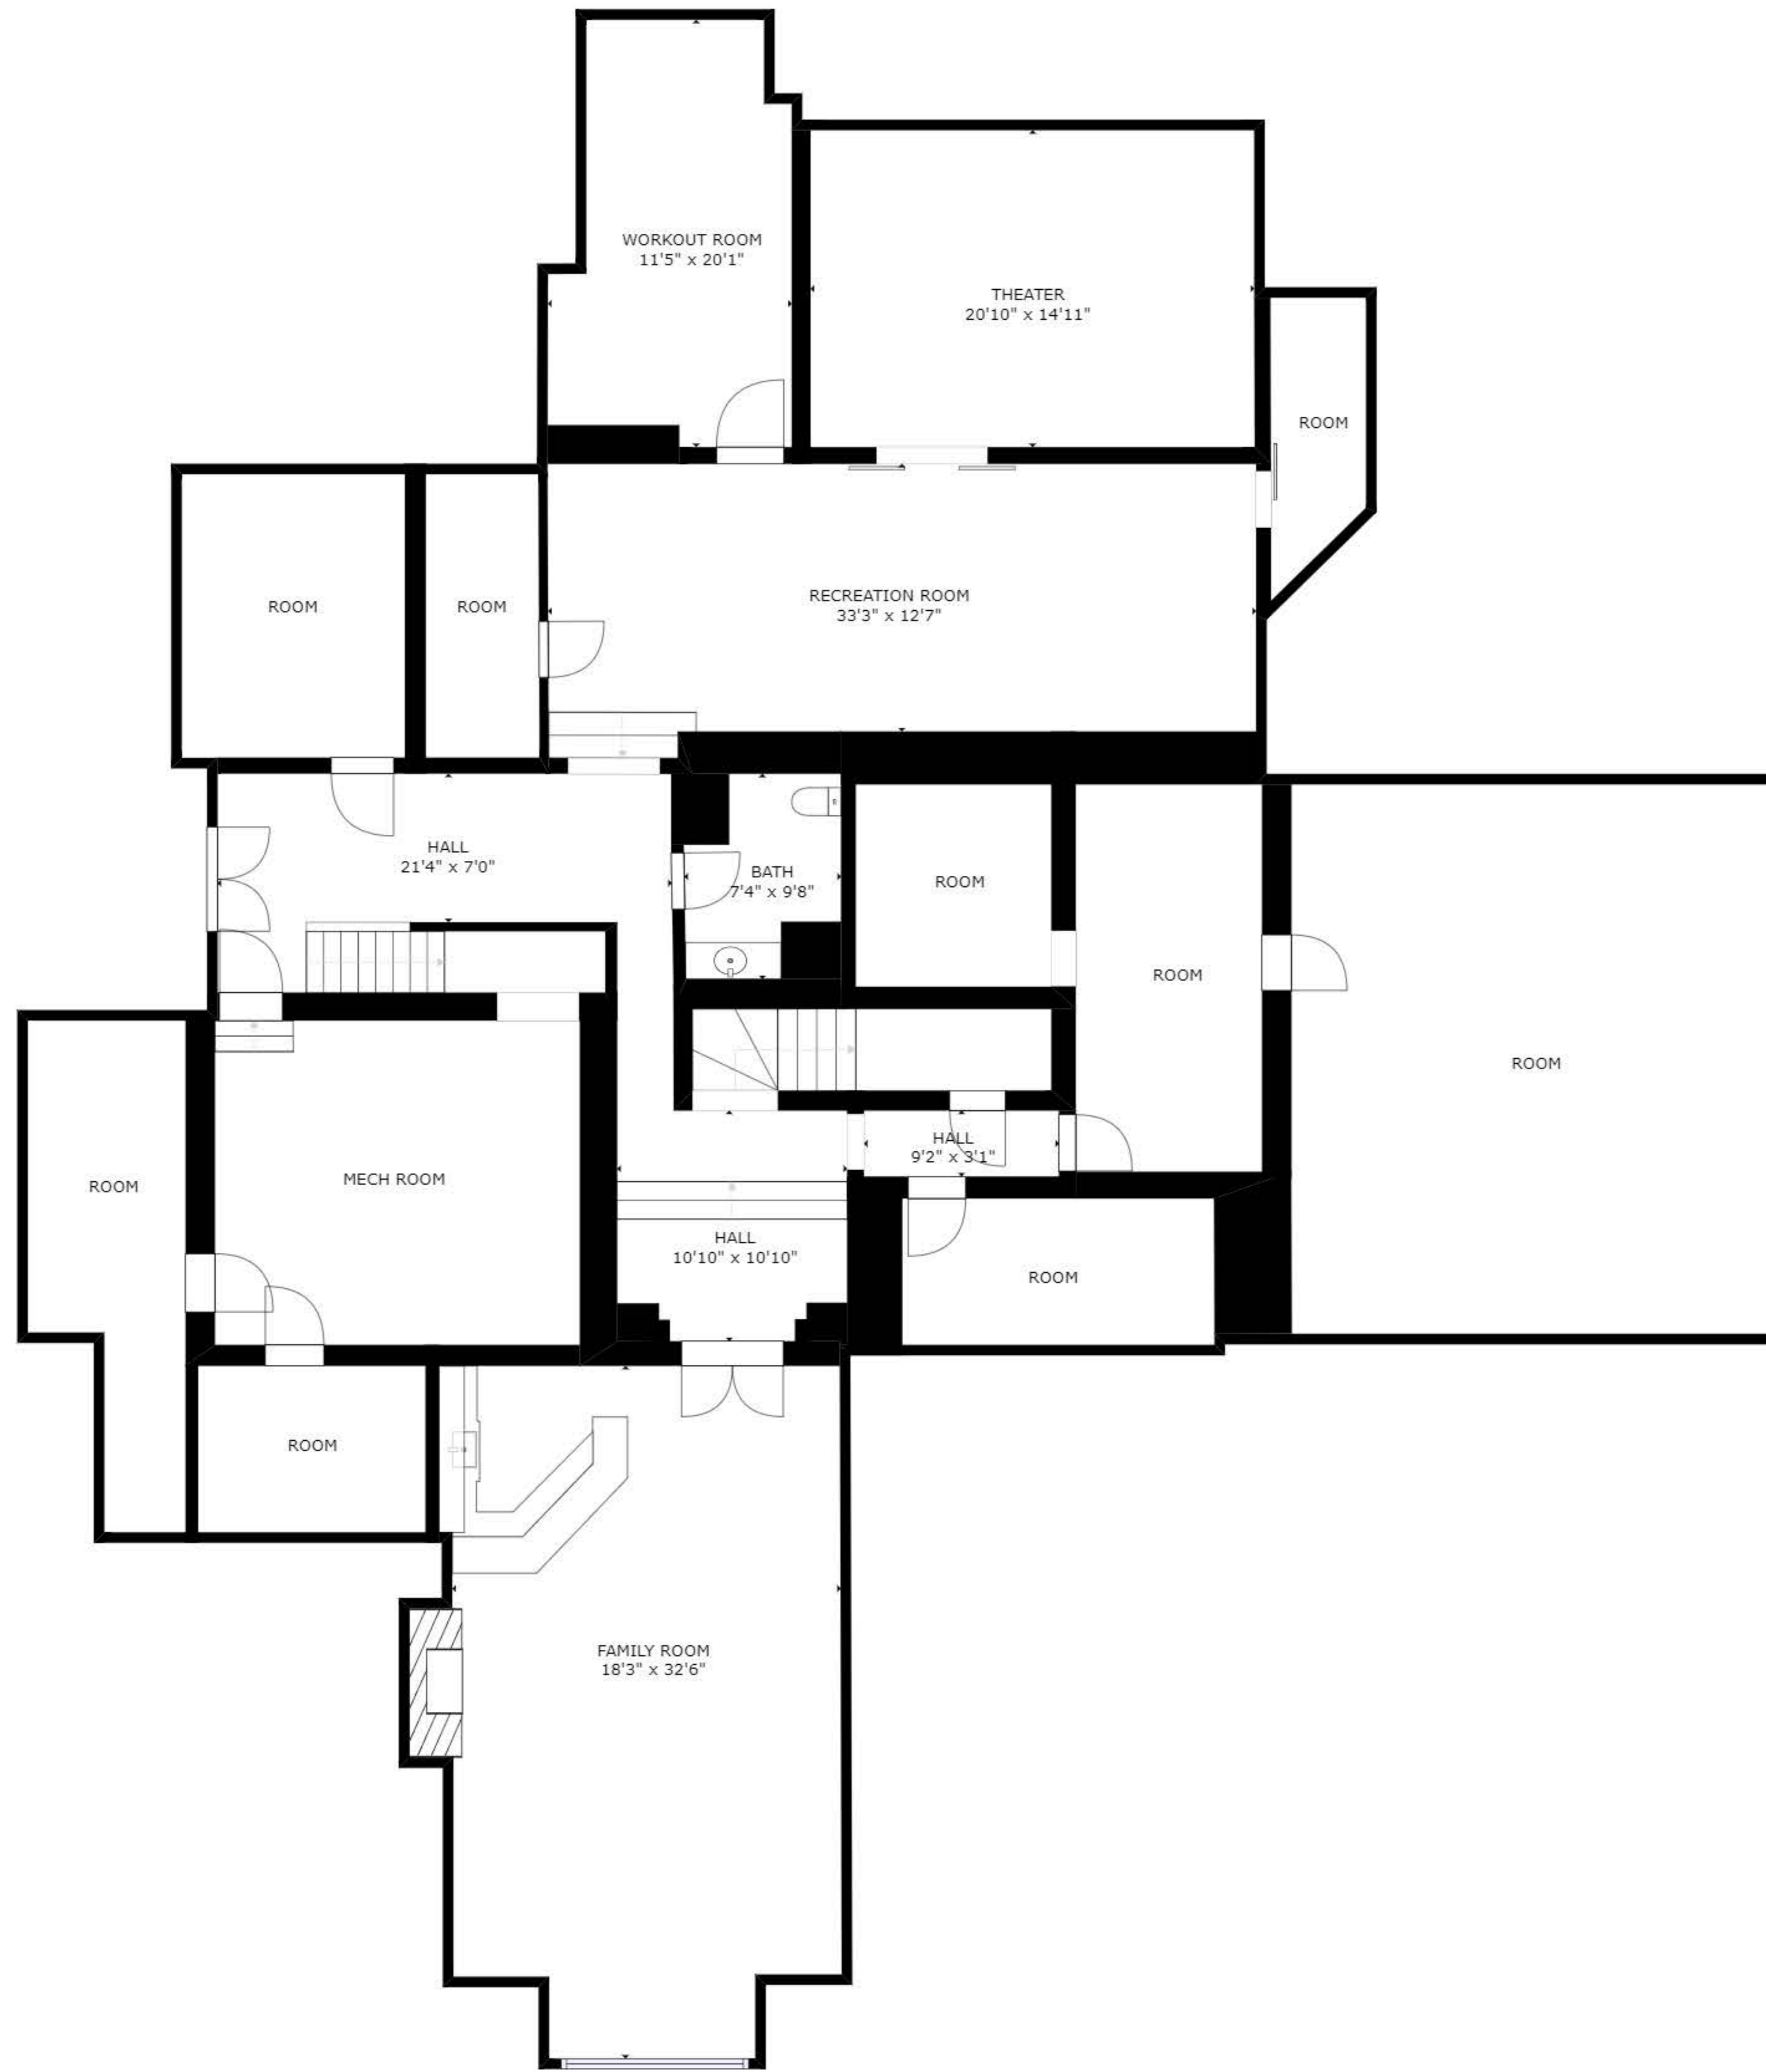 WORKOUT ROOM
11'5" x 20'1"
THEATER
20'10" x 14'11"
ROOM
RECREATION ROOM
33'3" x 12'7"
ROOM
ROOM
HALL
21'4" x 7'0"
BATH
7'4" x 9'8"
ROOM
ROOM
ROOM
HALL
9'2" x 3'1"
MECH ROOM
ROOM
HALL
10'10" x 10'10"
ROOM
ROOM
FAMILY ROOM
18'3" x 32'6"